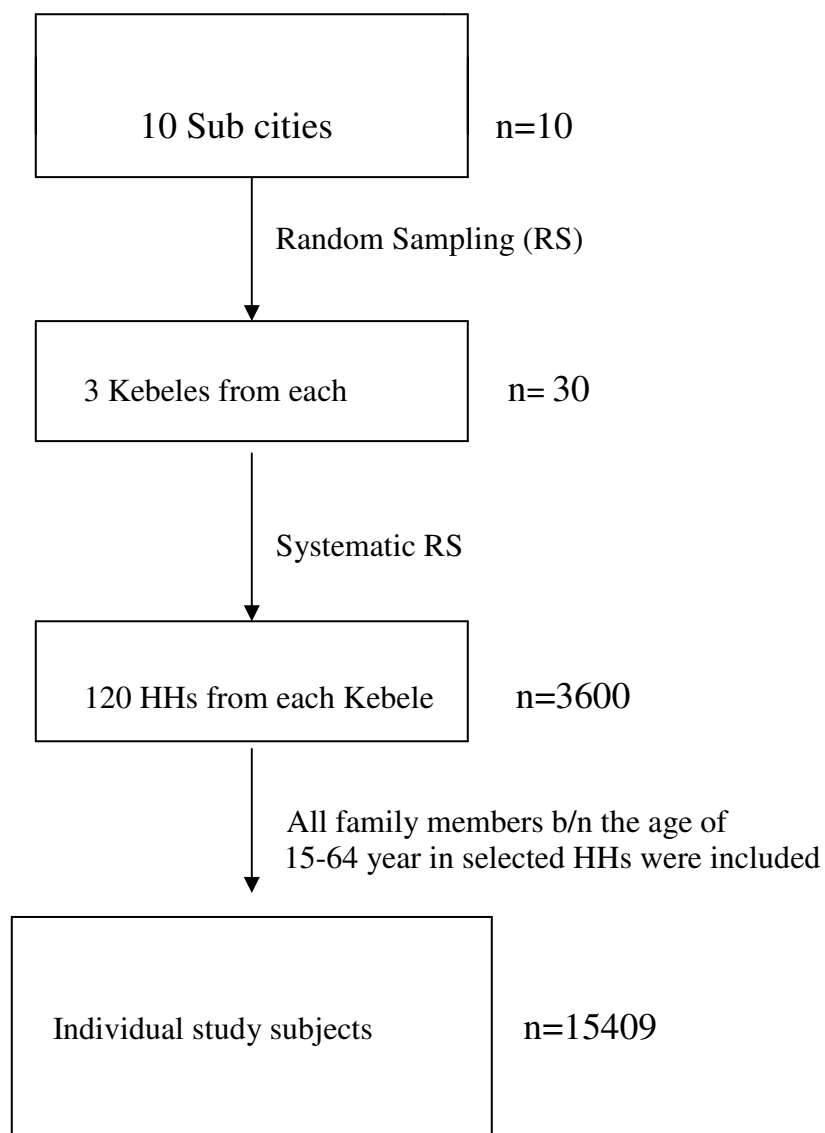 10 Sub cities n=10
Random Sampling (RS)
3 Kebeles from each n= 30
Systematic RS
120 HHs from each Kebele n=3600
All family members b/n the age of
15-64 year in selected HHs were included
Individual study subjects n=15409